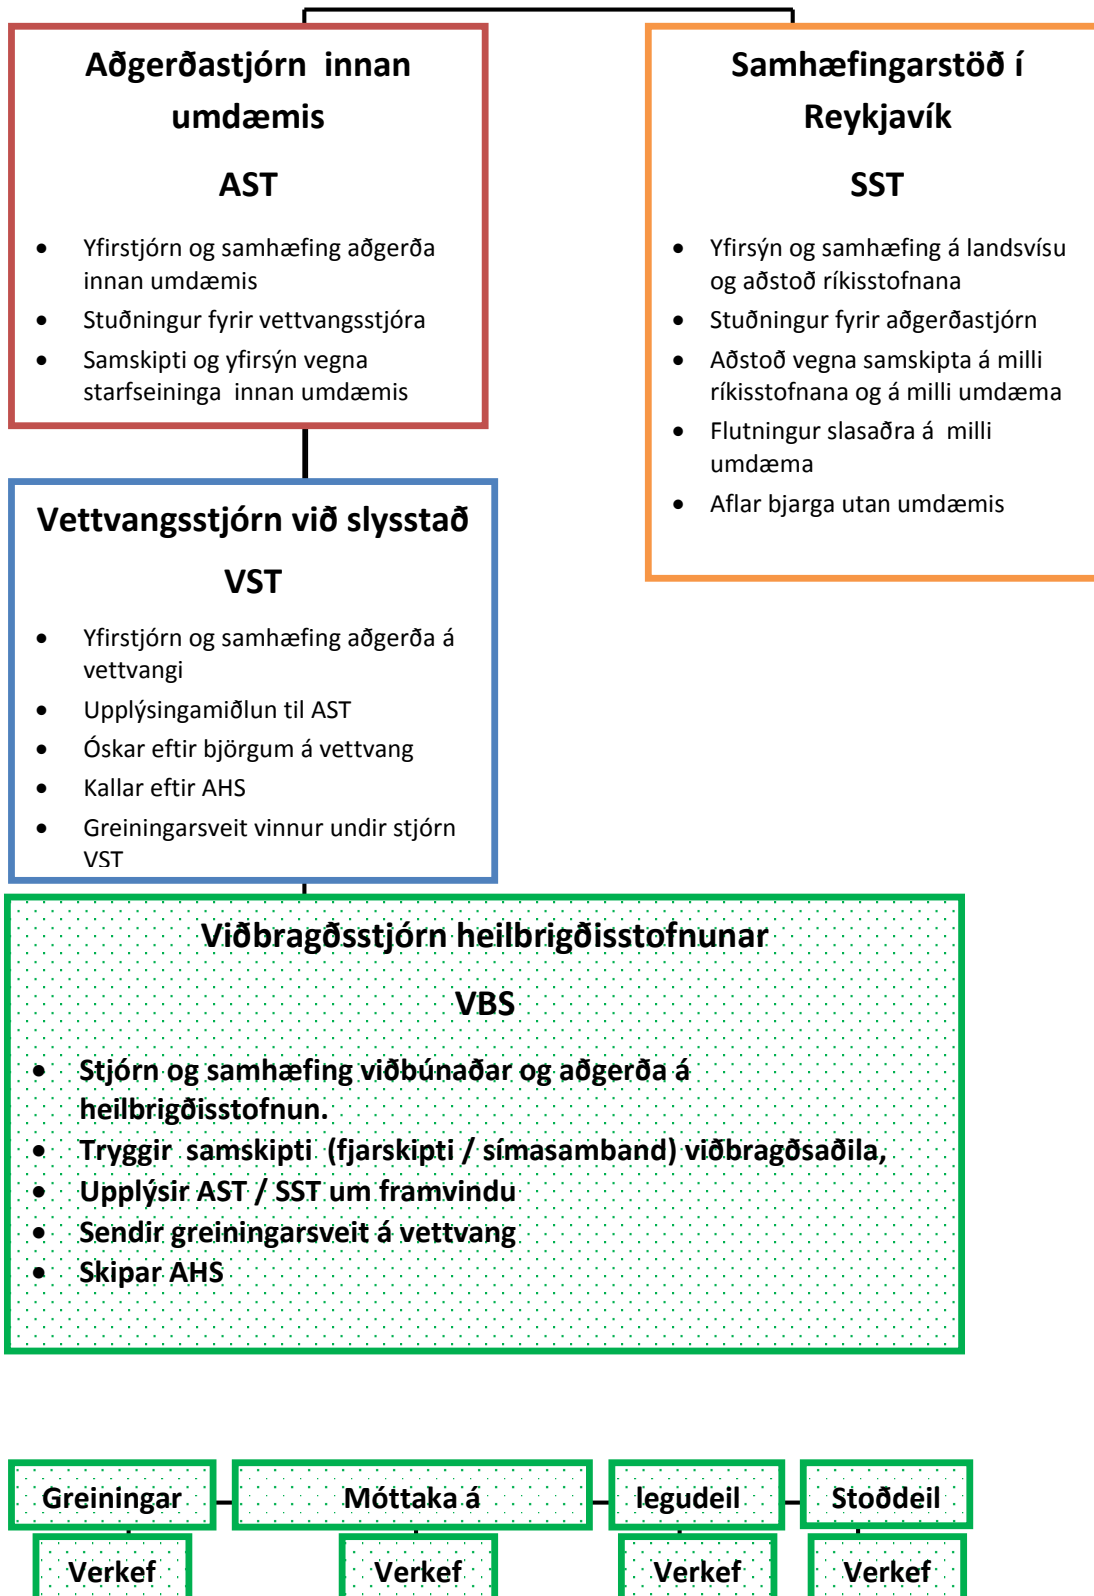 Aðgerðastjórn innan
umdæmis
AST
• Yfirstjórn og samhæfing aðgerða
innan umdæmis
• Stuðningur fyrir vettvangsstjóra
• Samskipti og yfirsýn vegna
starfseininga innan umdæmis
Samhæfingarstöð í
Reykjavík
SST
• Yfirsýn og samhæfing á landsvísu
og aðstoð ríkisstofnana
• Stuðningur fyrir aðgerðastjórn
• Aðstoð vegna samskipta á milli
ríkisstofnana og á milli umdæma
• Flutningur slasaðra á milli
umdæma
• Aflar bjarga utan umdæmis
Vettvangsstjórn við slysstað
VST
• Yfirstjórn og samhæfing aðgerða á
vettvangi
• Upplýsingamiðlun til AST
• Óskar eftir björgum á vettvang
• Kallar eftir AHS
• Greiningarsveit vinnur undir stjórn
VST
Viðbragðsstjórn heilbrigðisstofnunar
VBS
• Stjórn og samhæfing viðbúnaðar og aðgerða á
heilbrigðisstofnun.
• Tryggir samskipti (fjarskipti / símasamband) viðbragðsaðila,
• Upplýsir AST / SST um framvindu
• Sendir greiningarsveit á vettvang
• Skipar AHS
Greiningar
Móttaka á
legudeil
Stoðdeil
Verkef
Verkef
Verkef
Verkef